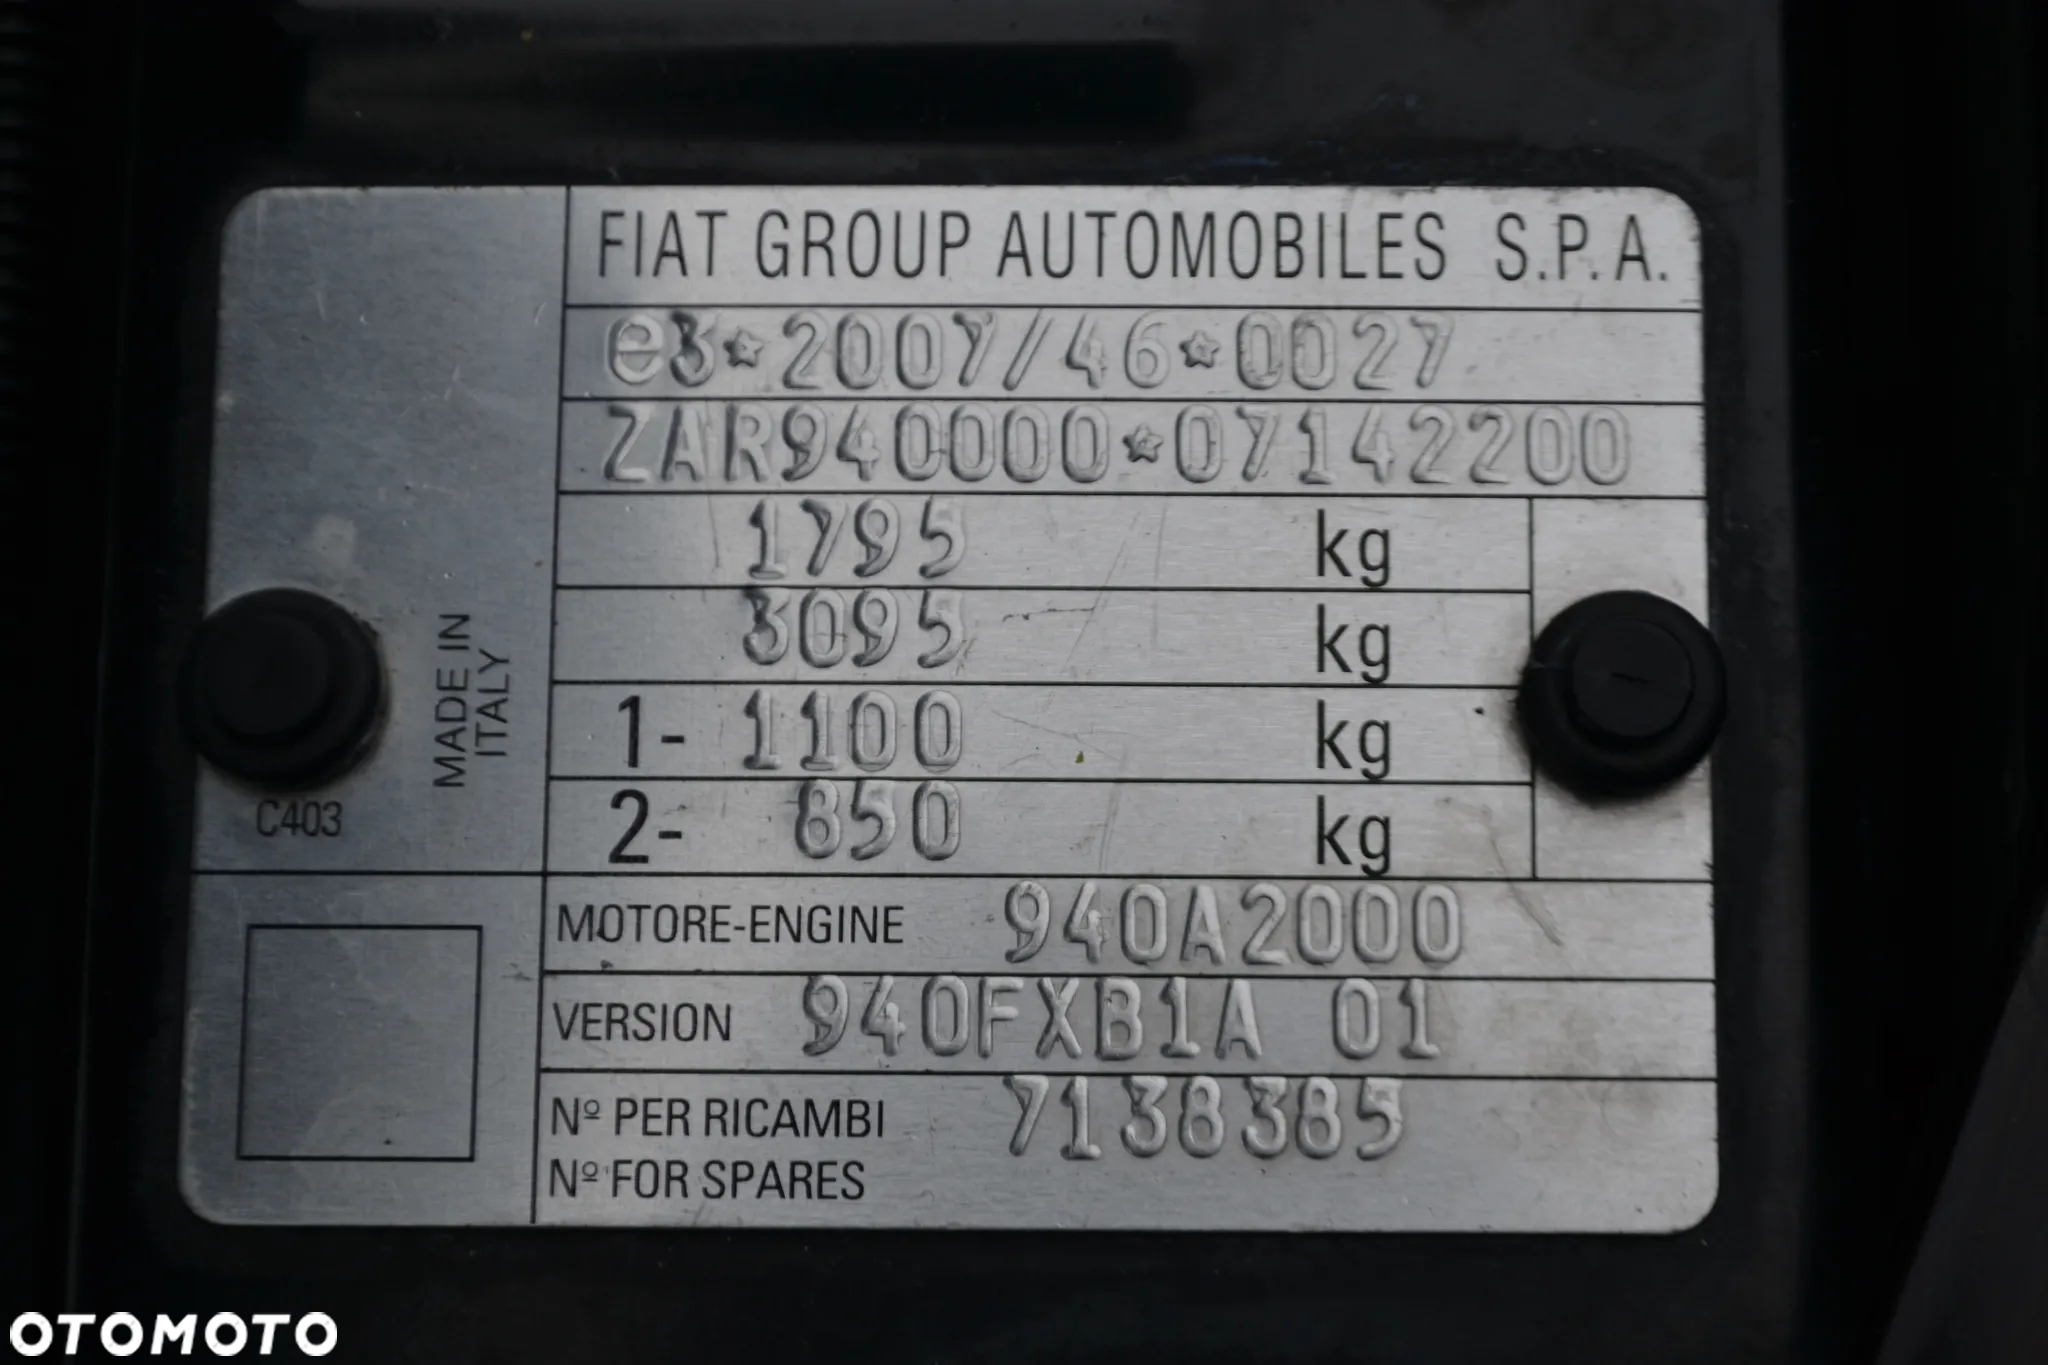 FIAT GROUP AUTOMOBILES S.P.A.
e3*2007/46*0027
ZAR940000*07142200
1795 kg
3095 kg
1- 1100 kg
2- 850 kg
MADE IN
ITALY
C403
MOTORE-ENGINE 940A2000
VERSION 940FXB1A 01
Nº PER RICAMBI 7138385
Nº FOR SPARES
OTOMOTO